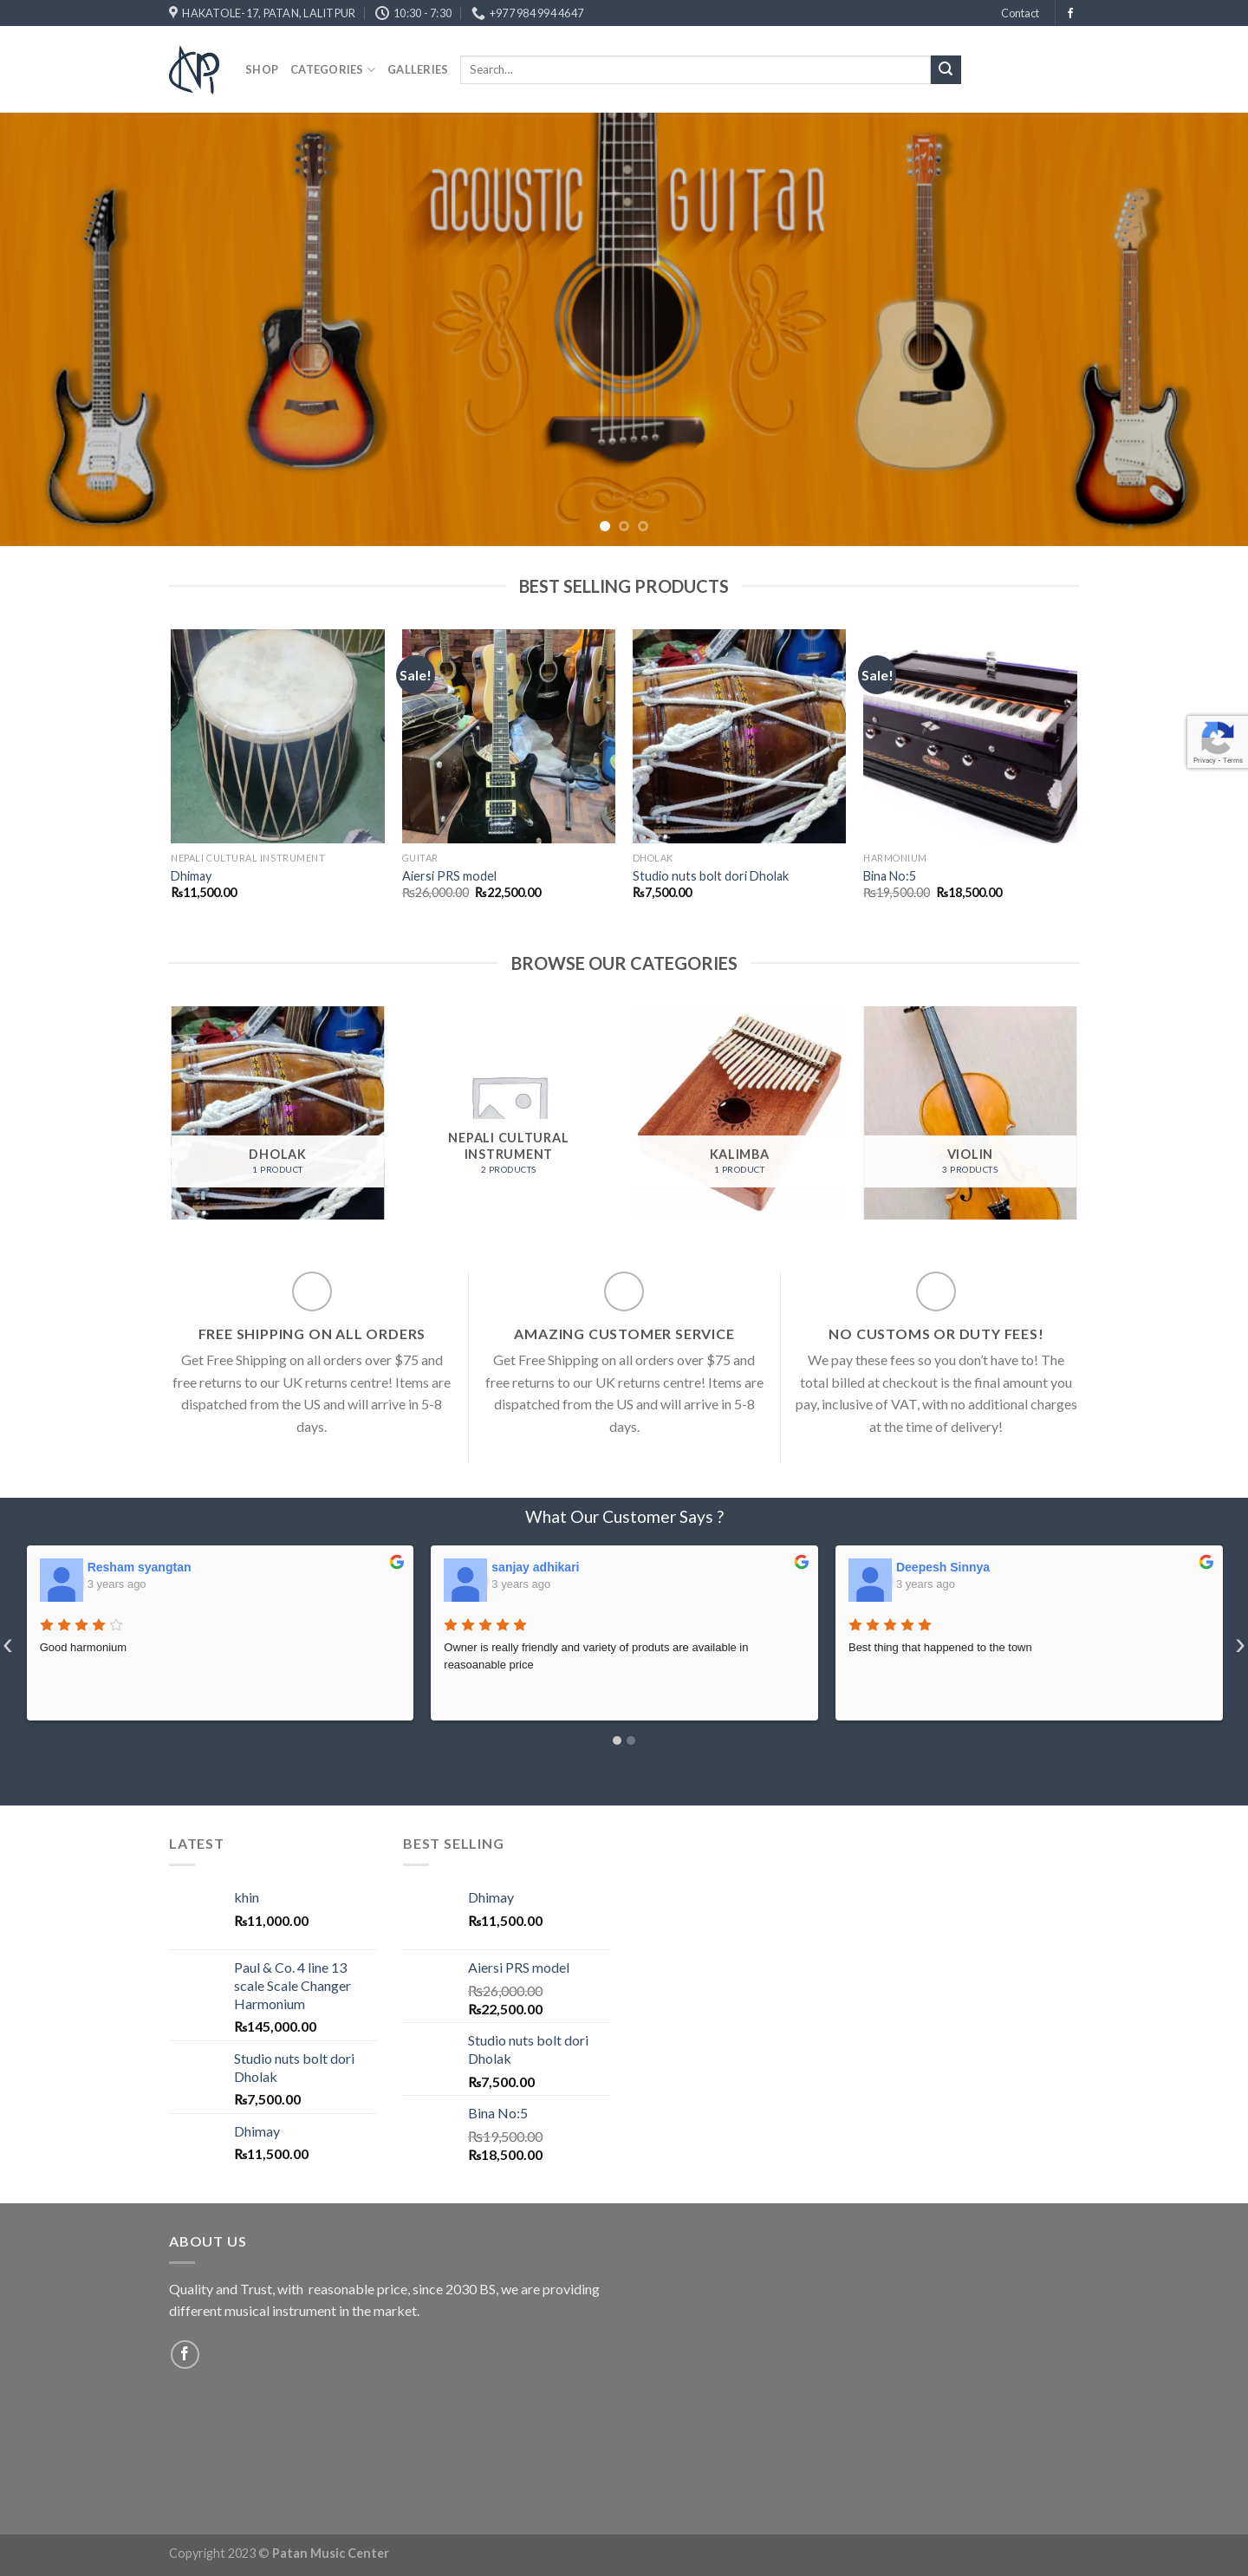 HAKATOLE-17, PATAN, LALITPUR
10:30 - 7:30
+977 984 994 4647
Contact
SHOP
CATEGORIES
GALLERIES
Search…
ACOUSTIC GUITAR
BEST SELLING PRODUCTS
Sale!
Sale!
NEPALI CULTURAL INSTRUMENT
Dhimay
₨11,500.00
GUITAR
Aiersi PRS model
₨26,000.00 ₨22,500.00
DHOLAK
Studio nuts bolt dori Dholak
₨7,500.00
HARMONIUM
Bina No:5
₨19,500.00 ₨18,500.00
Privacy - Terms
BROWSE OUR CATEGORIES
DHOLAK
1 PRODUCT
NEPALI CULTURAL
INSTRUMENT
2 PRODUCTS
KALIMBA
1 PRODUCT
VIOLIN
3 PRODUCTS
FREE SHIPPING ON ALL ORDERS
Get Free Shipping on all orders over $75 and
free returns to our UK returns centre! Items are
dispatched from the US and will arrive in 5-8
days.
AMAZING CUSTOMER SERVICE
Get Free Shipping on all orders over $75 and
free returns to our UK returns centre! Items are
dispatched from the US and will arrive in 5-8
days.
NO CUSTOMS OR DUTY FEES!
We pay these fees so you don’t have to! The
total billed at checkout is the final amount you
pay, inclusive of VAT, with no additional charges
at the time of delivery!
What Our Customer Says ?
Resham syangtan
3 years ago
Good harmonium
sanjay adhikari
3 years ago
Owner is really friendly and variety of produts are available in
reasoanable price
Deepesh Sinnya
3 years ago
Best thing that happened to the town
LATEST
khin
₨11,000.00
Paul & Co. 4 line 13
scale Scale Changer
Harmonium
₨145,000.00
Studio nuts bolt dori
Dholak
₨7,500.00
Dhimay
₨11,500.00
BEST SELLING
Dhimay
₨11,500.00
Aiersi PRS model
₨26,000.00
₨22,500.00
Studio nuts bolt dori
Dholak
₨7,500.00
Bina No:5
₨19,500.00
₨18,500.00
ABOUT US
Quality and Trust, with  reasonable price, since 2030 BS, we are providing
different musical instrument in the market.
Copyright 2023 © Patan Music Center